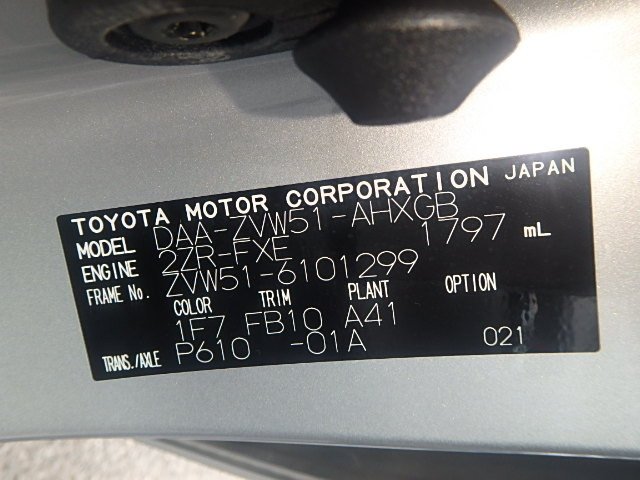 TOYOTA MOTOR CORPORATION JAPAN
MODEL DAA-ZVW51-AHXGB
ENGINE 2ZR-FXE 1797 mL
FRAME No. ZVW51-6101299
COLOR TRIM PLANT OPTION
1F7 FB10 A41
TRANS./AXLE P610 -01A 021